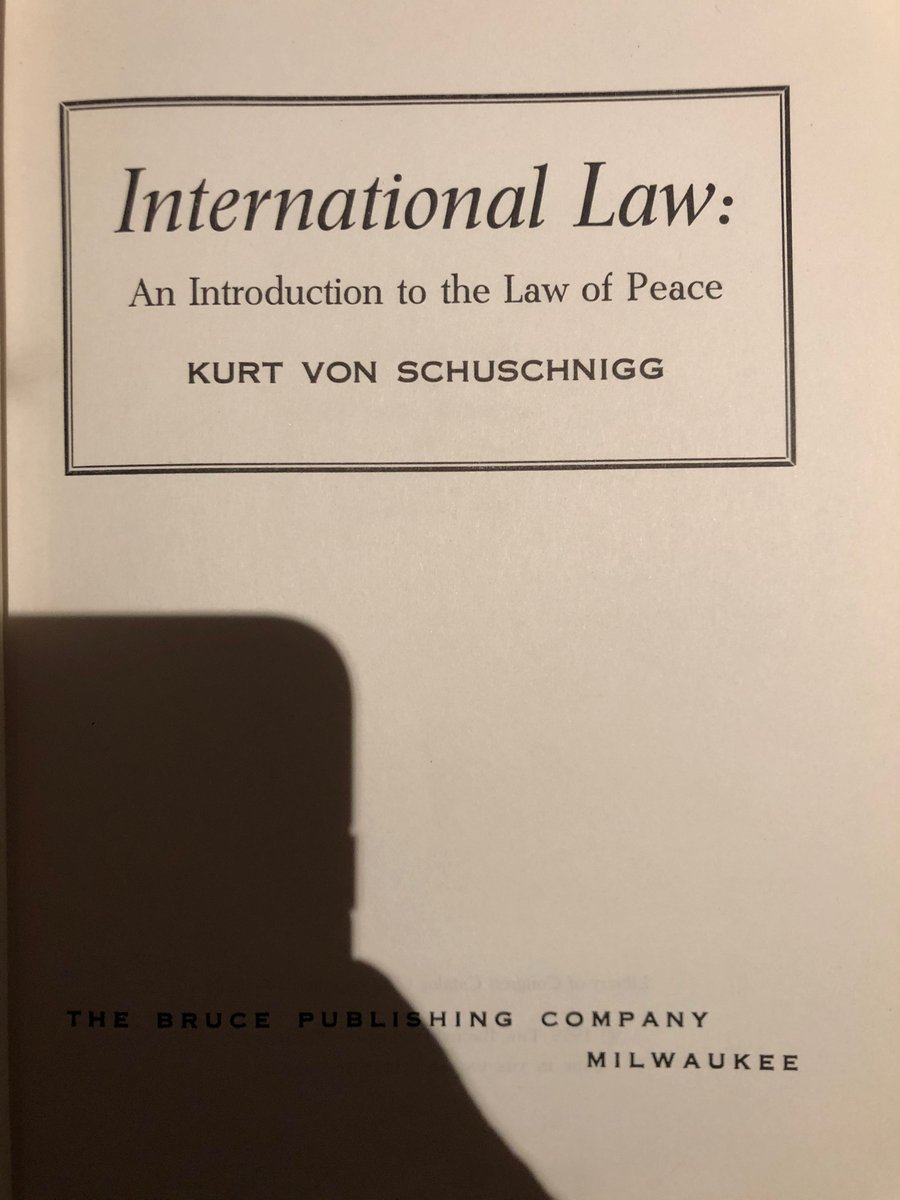 International Law:
An Introduction to the Law of Peace
KURT VON SCHUSCHNIGG
THE BRUCE PUBLISHING COMPANY
MILWAUKEE